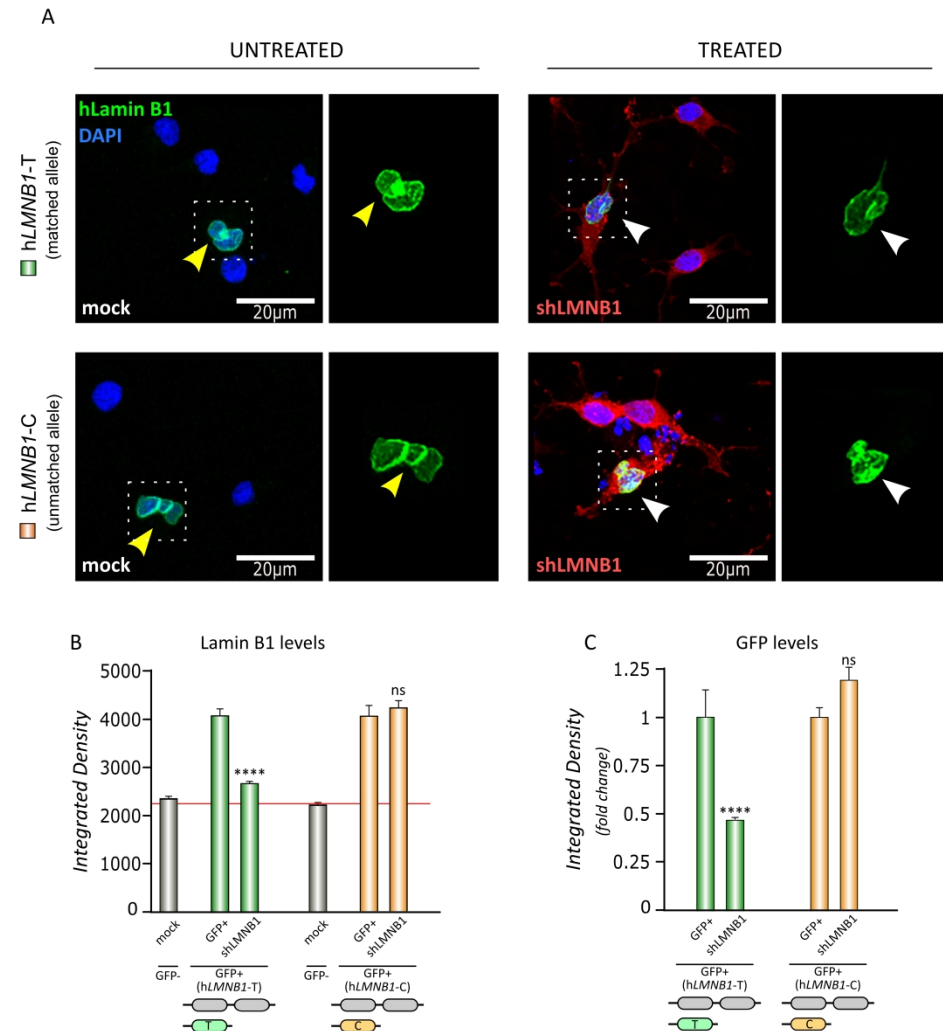 A
UNTREATED
TREATED
hLMNB1-T
(matched allele)
hLamin B1
DAPI
mock
20µm
shLMNB1
20µm
hLMNB1-C
(unmatched allele)
mock
20µm
shLMNB1
20µm
B
Lamin B1 levels
Integrated Density
5000
4000
3000
2000
1000
0
****
ns
mock
GFP+
shLMNB1
mock
GFP+
shLMNB1
GFP-
GFP+
(hLMNB1-T)
GFP-
GFP+
(hLMNB1-C)
T
C
C
GFP levels
Integrated Density
(fold change)
1.25
1
0.75
0.5
0.25
0
****
ns
GFP+
shLMNB1
GFP+
shLMNB1
GFP+
(hLMNB1-T)
GFP+
(hLMNB1-C)
T
C